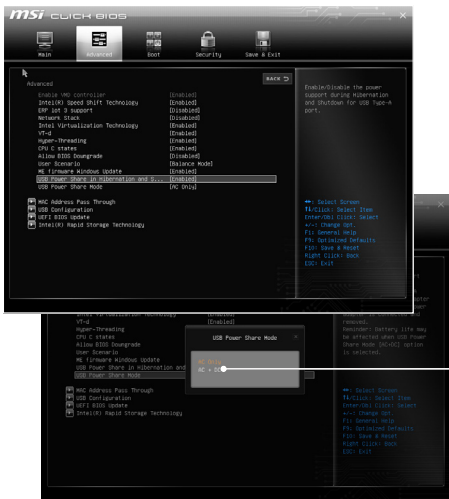 msi CLICK BIOS
Main
Advanced
Boot
Security
Save & Exit
BACK
Advanced
Enable VMD controller [Enabled]
Intel(R) Speed Shift Technology [Enabled]
ERP lot 3 support [Disabled]
Network Stack [Disabled]
Intel Virtualization Technology [Enabled]
VT-d [Enabled]
Hyper-Threading [Enabled]
CPU C states [Enabled]
Allow BIOS Downgrade [Disabled]
User Scenario [Balance Mode]
ME firmware Windows Update [Enabled]
USB Power Share in Hibernation and S... [Enabled]
USB Power Share Mode [AC Only]
MAC Address Pass Through
USB Configuration
UEFI BIOS Update
Intel(R) Rapid Storage Technology
Enable/Disable the power
support during Hibernation
and Shutdown for USB Type-A
port.
: Select Screen
/Click: Select Item
Enter/Dbl Click: Select
+/-: Change Opt.
F1: General Help
F9: Optimized Defaults
F10: Save & Reset
Right Click: Back
ESC: Exit
VT-d
Hyper-Threading
CPU C states
Allow BIOS Downgrade
User Scenario
ME firmware Windows Update
USB Power Share in Hibernation and
USB Power Share Mode
MAC Address Pass Through
USB Configuration
UEFI BIOS Update
Intel(R) Rapid Storage Technology
USB Power Share Mode
AC Only
AC + DC
removed.
Reminder: Battery life may
be affected when USB Power
Share Mode [AC+DC] option
is selected.
: Select Screen
/Click: Select Item
Enter/Dbl Click: Select
+/-: Change Opt.
F1: General Help
F9: Optimized Defaults
F10: Save & Reset
Right Click: Back
ESC: Exit